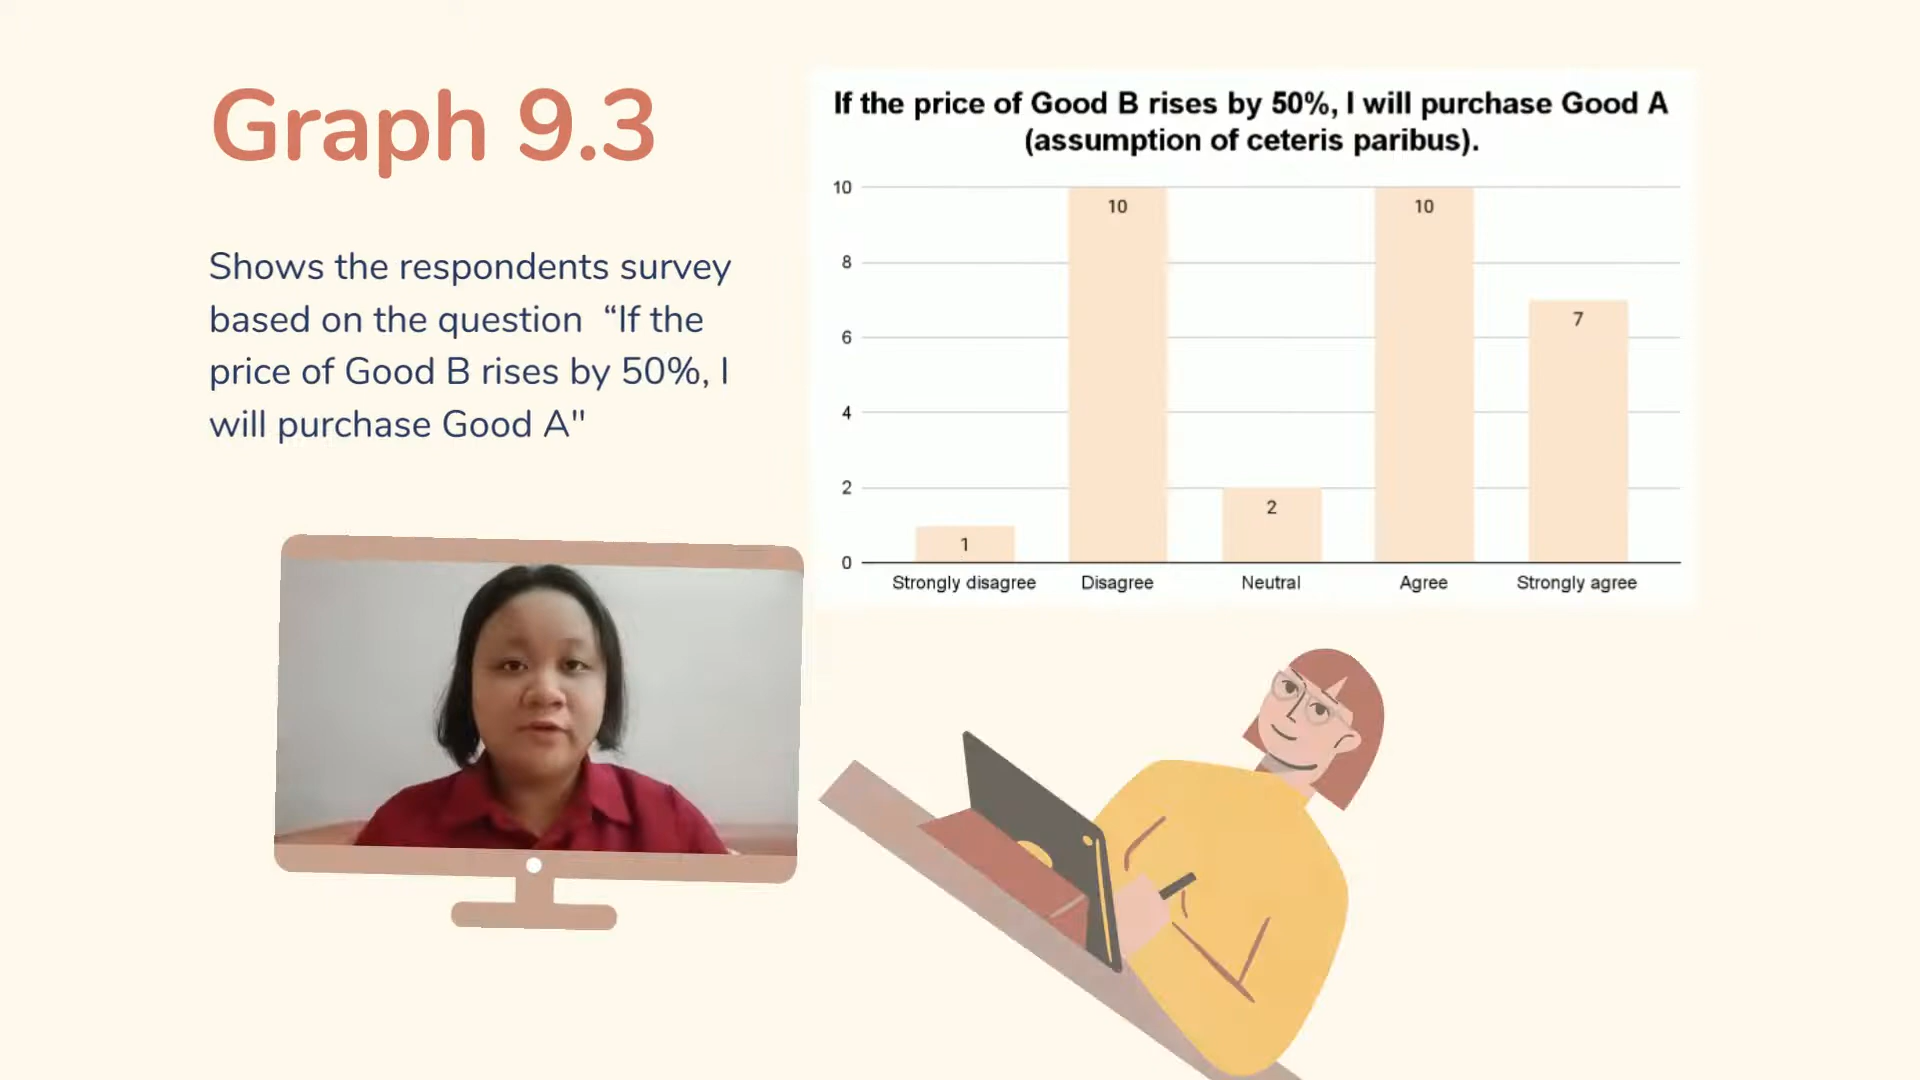 Graph 9.3
Shows the respondents survey
based on the question  “If the
price of Good B rises by 50%, I
will purchase Good A"
If the price of Good B rises by 50%, I will purchase Good A
(assumption of ceteris paribus).
10
8
6
4
2
0
1
10
2
10
7
Strongly disagree
Disagree
Neutral
Agree
Strongly agree